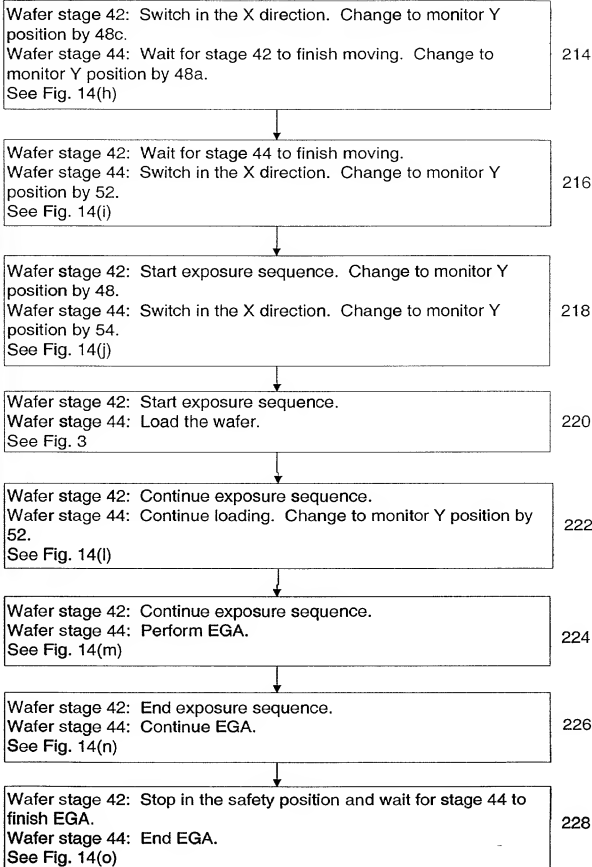 Wafer stage 42: Switch in the X direction. Change to monitor Y
position by 48c.
Wafer stage 44: Wait for stage 42 to finish moving. Change to
monitor Y position by 48a.
See Fig. 14(h)
214
Wafer stage 42: Wait for stage 44 to finish moving.
Wafer stage 44: Switch in the X direction. Change to monitor Y
position by 52.
See Fig. 14(i)
216
Wafer stage 42: Start exposure sequence. Change to monitor Y
position by 48.
Wafer stage 44: Switch in the X direction. Change to monitor Y
position by 54.
See Fig. 14(j)
218
Wafer stage 42: Start exposure sequence.
Wafer stage 44: Load the wafer.
See Fig. 3
220
Wafer stage 42: Continue exposure sequence.
Wafer stage 44: Continue loading. Change to monitor Y position by
52.
See Fig. 14(l)
222
Wafer stage 42: Continue exposure sequence.
Wafer stage 44: Perform EGA.
See Fig. 14(m)
224
Wafer stage 42: End exposure sequence.
Wafer stage 44: Continue EGA.
See Fig. 14(n)
226
Wafer stage 42: Stop in the safety position and wait for stage 44 to
finish EGA.
Wafer stage 44: End EGA.
See Fig. 14(o)
228